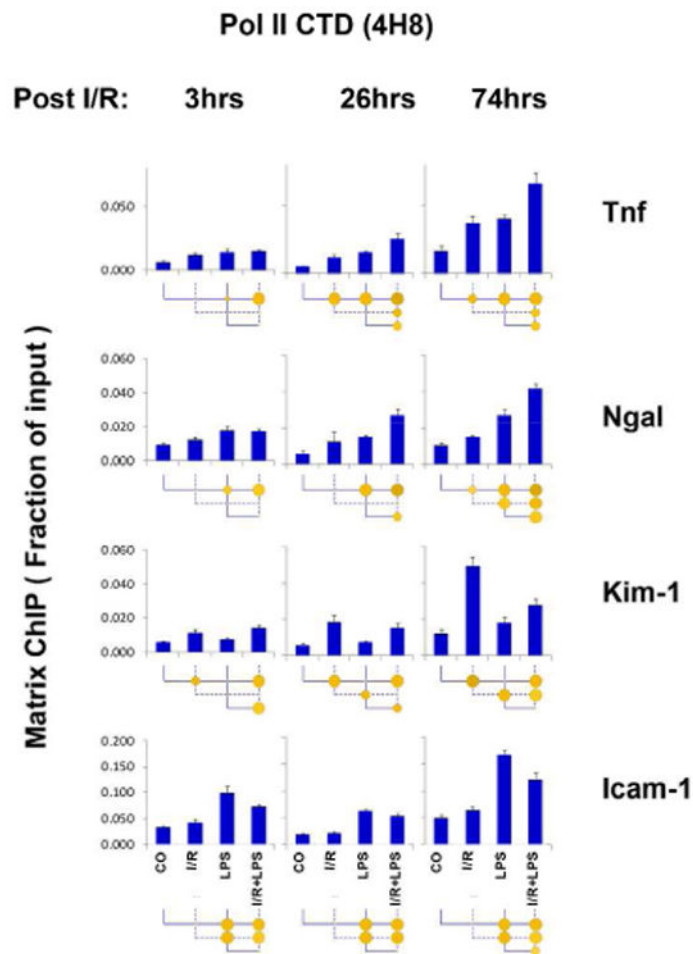 Pol II CTD (4H8)
Post I/R: 3hrs 26hrs 74hrs
Matrix ChIP ( Fraction of input)
0.050
0.000
Tnf
0.060
0.040
0.020
0.000
Ngal
0.060
0.040
0.020
0.000
Kim-1
0.200
0.150
0.100
0.050
0.000
Icam-1
CO I/R LPS I/R+LPS CO I/R LPS I/R+LPS CO I/R LPS I/R+LPS